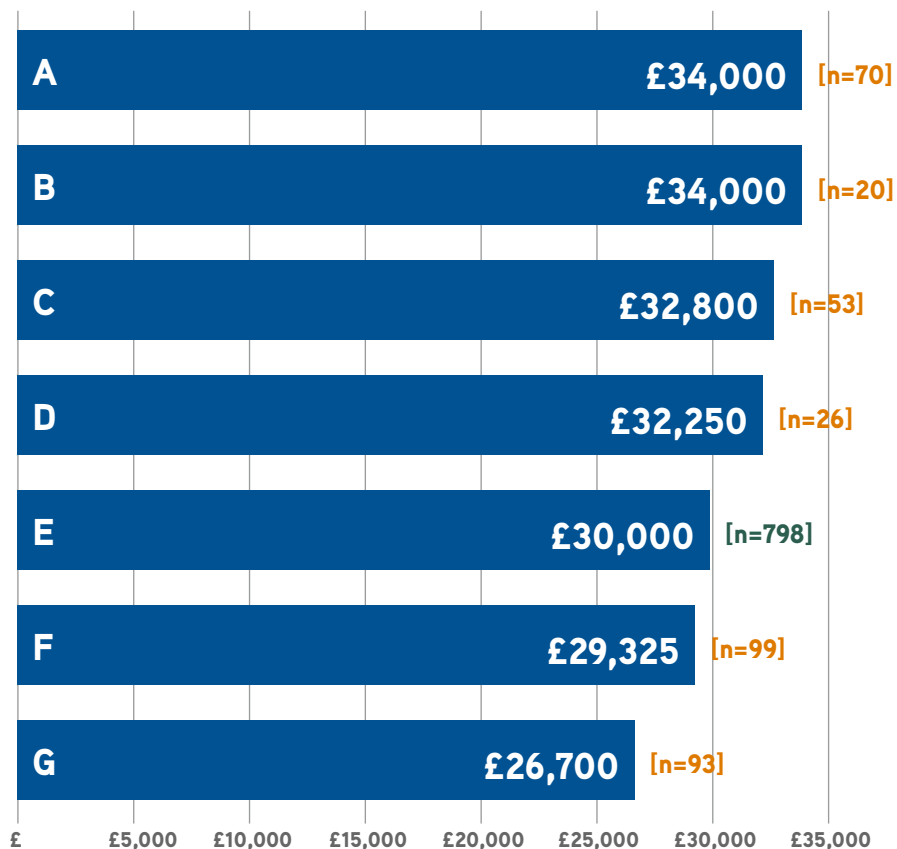 A £34,000 [n=70]
B £34,000 [n=20]
C £32,800 [n=53]
D £32,250 [n=26]
E £30,000 [n=798]
F £29,325 [n=99]
G £26,700 [n=93]
£ £5,000 £10,000 £15,000 £20,000 £25,000 £30,000 £35,000